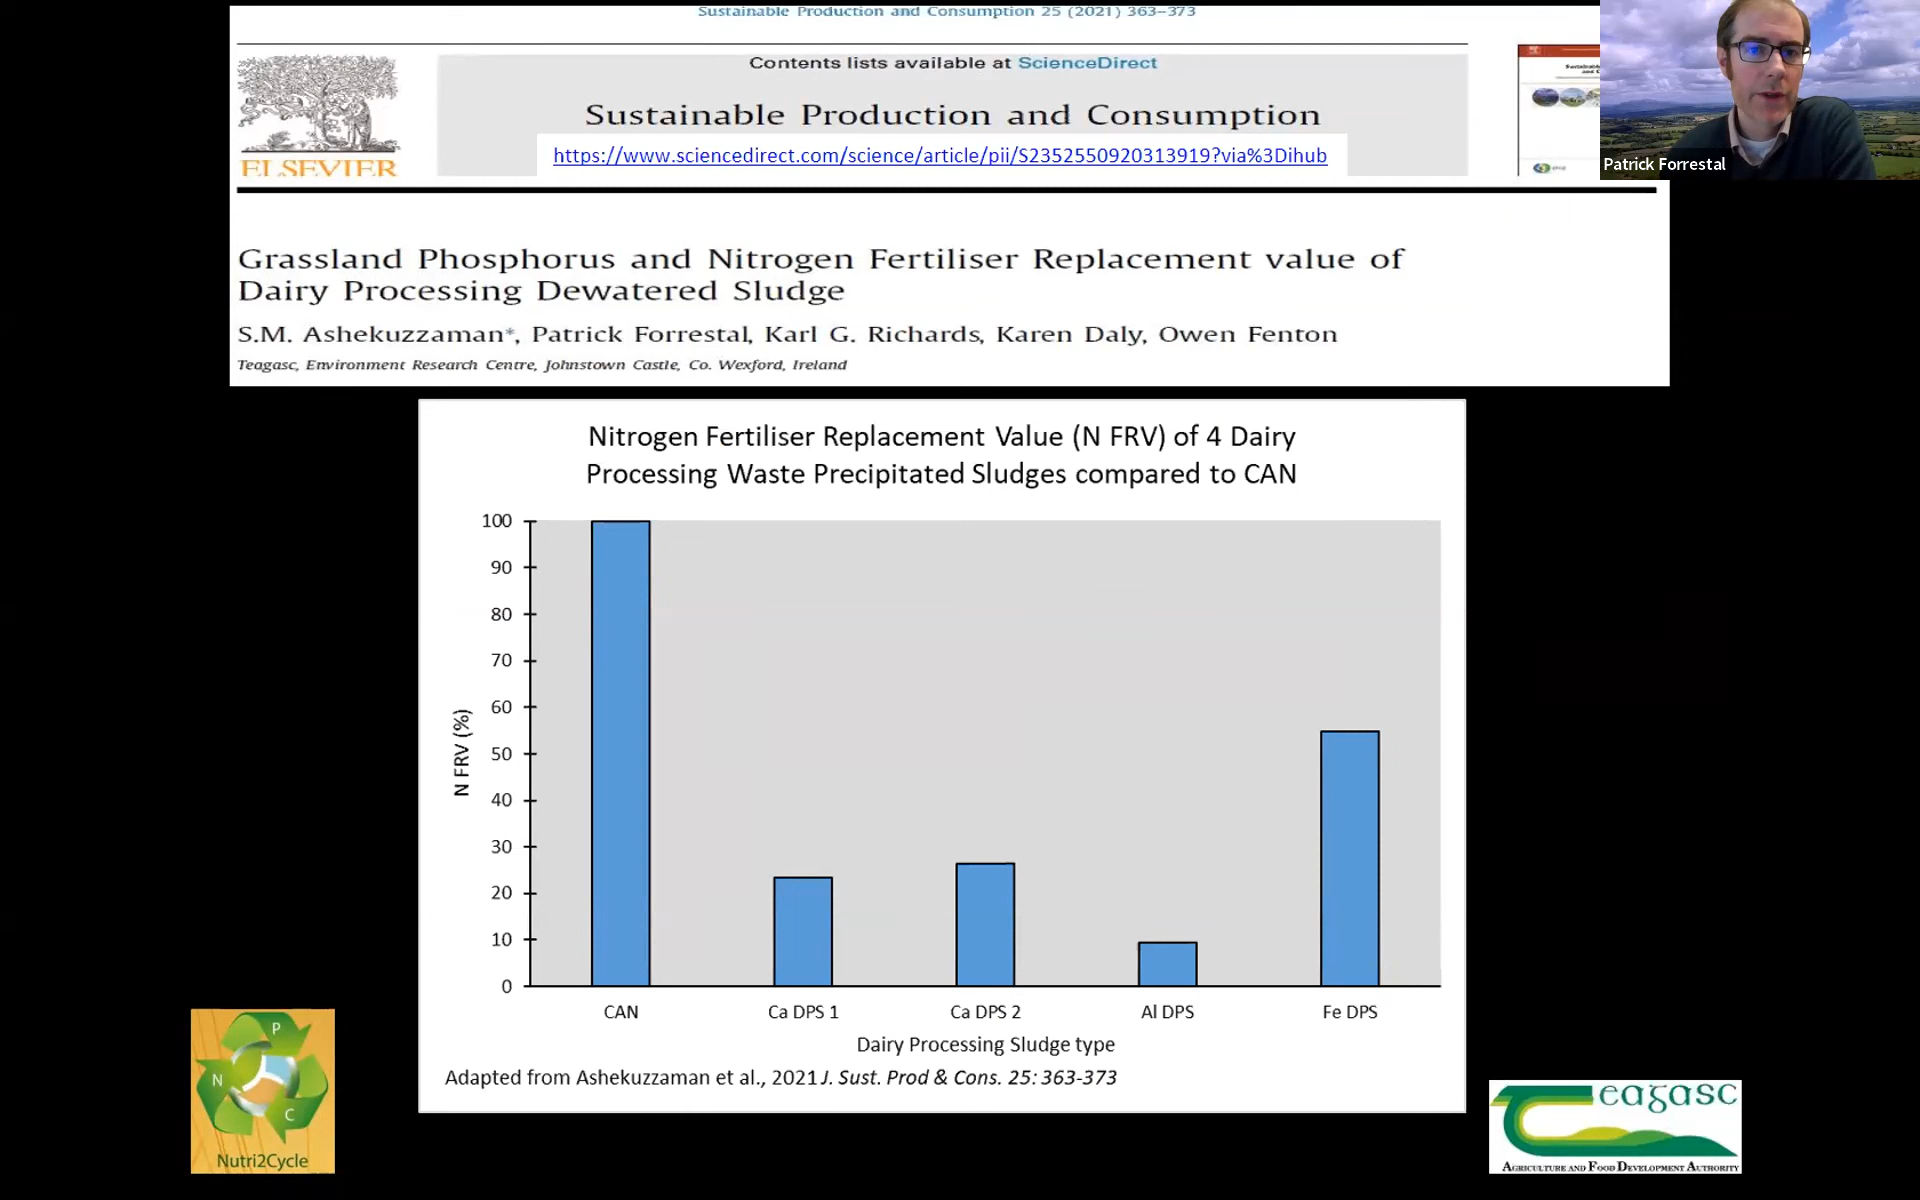 Sustainable Production and Consumption 25 (2021) 363–373
Contents lists available at ScienceDirect
Sustainable Production and Consumption
https://www.sciencedirect.com/science/article/pii/S2352550920313919?via%3Dihub
ELSEVIER
Patrick Forrestal
Grassland Phosphorus and Nitrogen Fertiliser Replacement value of
Dairy Processing Dewatered Sludge
S.M. Ashekuzzaman*, Patrick Forrestal, Karl G. Richards, Karen Daly, Owen Fenton
Teagasc, Environment Research Centre, Johnstown Castle, Co. Wexford, Ireland
Nitrogen Fertiliser Replacement Value (N FRV) of 4 Dairy
Processing Waste Precipitated Sludges compared to CAN
N FRV (%)
100
90
80
70
60
50
40
30
20
10
0
CAN Ca DPS 1 Ca DPS 2 Al DPS Fe DPS
Dairy Processing Sludge type
Adapted from Ashekuzzaman et al., 2021 J. Sust. Prod & Cons. 25: 363-373
P
N
C
Nutri2Cycle
eagasc
AGRICULTURE AND FOOD DEVELOPMENT AUTHORITY